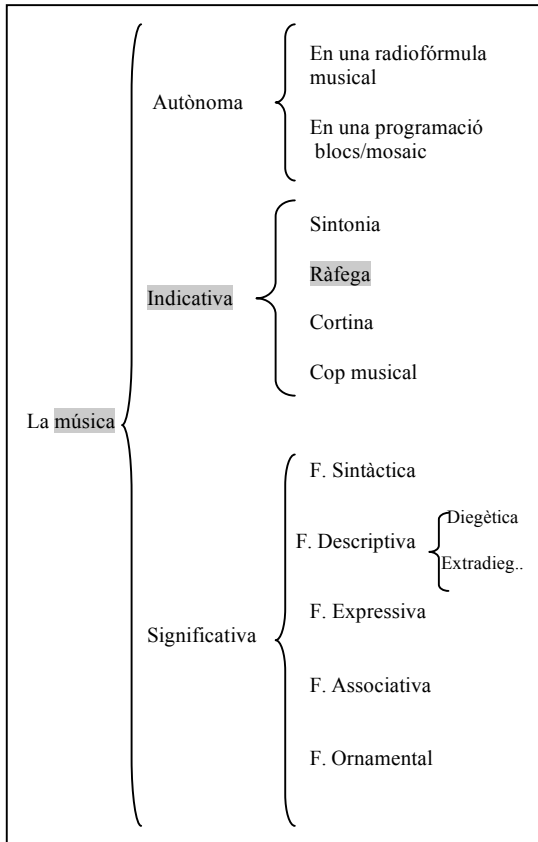 La música
Autònoma
En una radiofórmula
musical
En una programació
blocs/mosaic
Indicativa
Sintonia
Ràfega
Cortina
Cop musical
Significativa
F. Sintàctica
F. Descriptiva
Diegètica
Extradieg..
F. Expressiva
F. Associativa
F. Ornamental